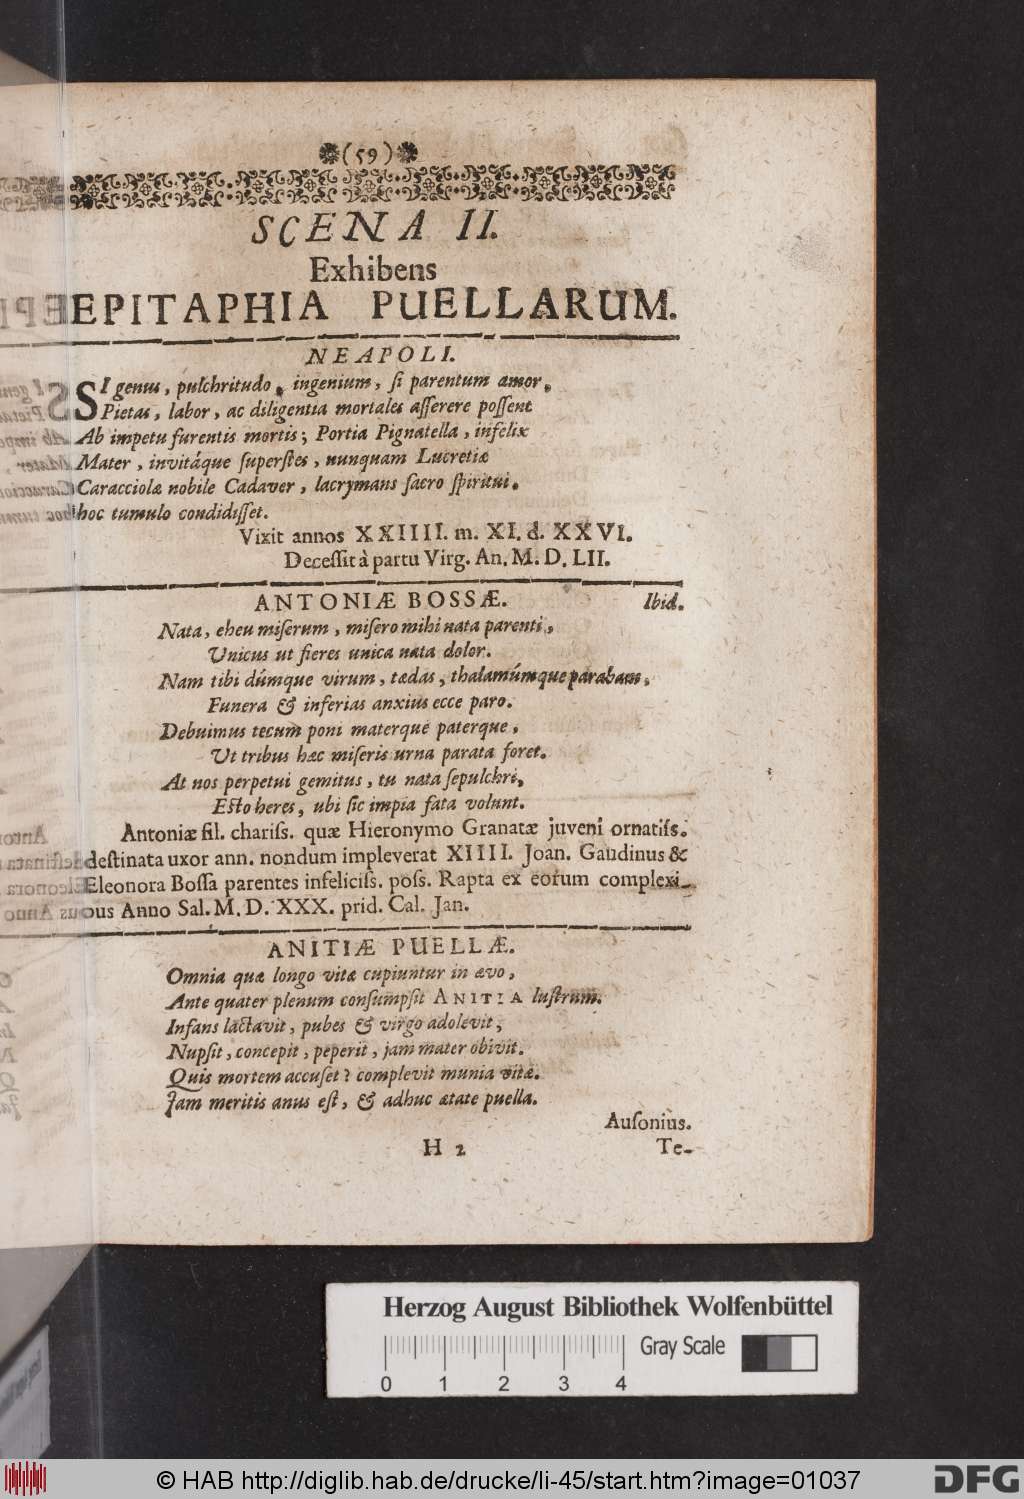 (59)
SCENA II.
Exhibens
EPITAPHIA PUELLARUM.
NEAPOLI.
SI genus, pulchritudo, ingenium, si parentum amor,
Pietas, labor, ac diligentia mortales asserere possent
Ab impetu furentis mortis; Portia Pignatella, infelix
Mater, invitáque superstes, nunquam Lucretiæ
Caracciolæ nobile Cadaver, lacrymans sacro spiritui.
hoc tumulo condidisset.
Vixit annos XXIIII. m. XI. d. XXVI.
Decessit à partu Virg. An. M. D. LII.
ANTONIÆ BOSSÆ. Ibid.
Nata, eheu miserum, misero mihi nata parenti,
Unicus ut fieres unica nata dolor.
Nam tibi dúmque virum, tædas, thalamúmque parabam,
Funera & inferias anxius ecce paro.
Debuimus tecum poni materque paterque,
Ut tribus hæc miseris urna parata foret.
At nos perpetui gemitus, tu nata sepulchri,
Esto heres, ubi sic impia fata volunt.
Antoniæ fil. chariss. quæ Hieronymo Granatæ juveni ornatiss.
destinata uxor ann. nondum impleverat XIIII. Joan. Gaudinus &
Eleonora Bossa parentes infeliciss. poss. Rapta ex eorum complexi-
ous Anno Sal. M. D. XXX. prid. Cal. Jan.
ANITIÆ PUELLÆ.
Omnia quæ longo vitæ cupiuntur in ævo,
Ante quater plenum consumpsit ANITIA lustrum.
Infans lactavit, pubes & virgo adolevit,
Nupsit, concepit, peperit, jam mater obivit.
Quis mortem accuset? complevit munia vitæ.
Jam meritis anus est, & adhuc ætate puella.
Ausonius.
H 2 Te-
Herzog August Bibliothek Wolfenbüttel
Gray Scale
0 1 2 3 4
© HAB http://diglib.hab.de/drucke/li-45/start.htm?image=01037
DFG